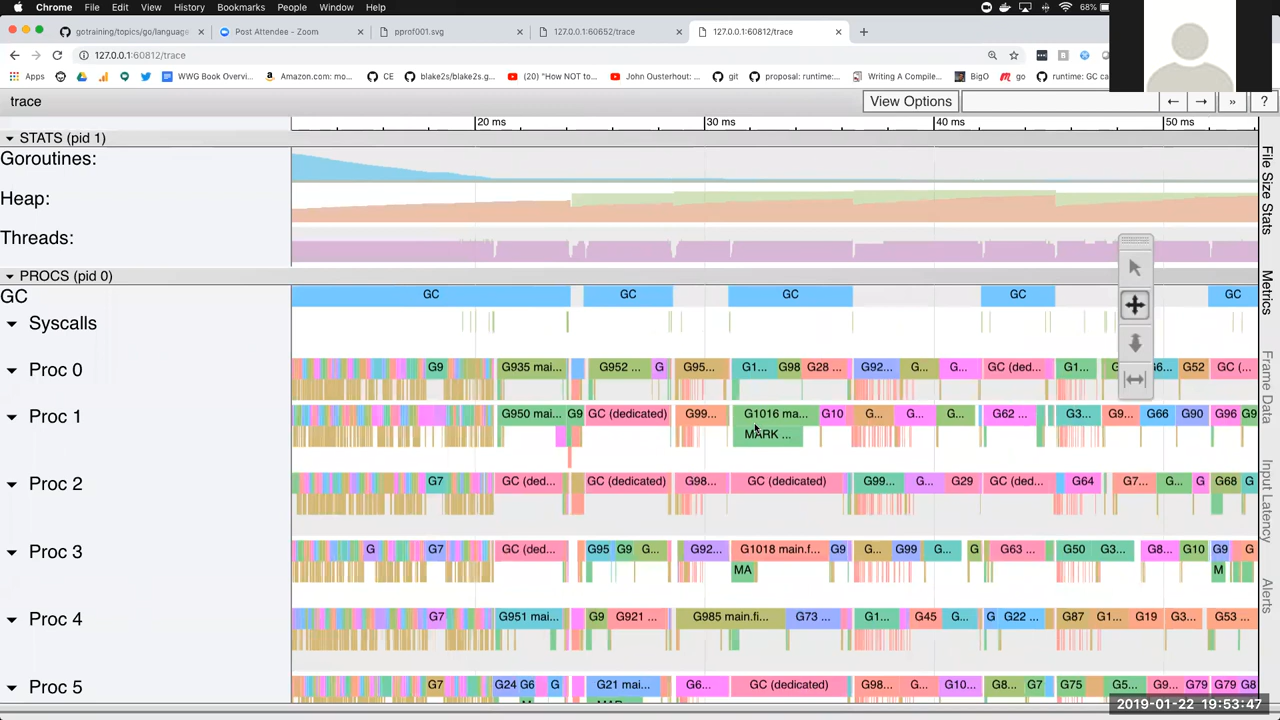 Chrome File Edit View History Bookmarks People Window Help 68%
gotraining/topics/go/languag Post Attendee - Zoom pprof001.svg 127.0.0.1:60652/trace 127.0.0.1:60812/trace
127.0.0.1:60812/trace
Apps WWG Book Overvi... Amazon.com: mo... CE blake2s/blake2s.g... (20) "How NOT to... John Ousterhout: ... git proposal: runtime:... Writing A Compile... BigO go runtime: GC ca
trace View Options ← → » ?
20 ms 30 ms 40 ms 50 ms
STATS (pid 1)
Goroutines:
Heap:
Threads:
PROCS (pid 0)
GC GC GC GC GC GC
Syscalls
Proc 0 G9 G935 mai... G952 ... G G95... G1... G98 G28 ... G92... G... G... GC (ded... G1... G52 GC (...
Proc 1 G950 mai... G9 GC (dedicated) G99... G1016 ma... G10 G... G... G... G62 ... G3... G9... G66 G90 G96 G9
MARK ...
Proc 2 G7 GC (ded... GC (dedicated) G98... GC (dedicated) G99... G... G29 GC (ded... G64 G7... G... G G68 G
Proc 3 G G7 GC (ded... G95 G9 G... G92... G1018 main.f... G9 G... G99 G... G G63 ... G50 G3... G8... G10 G9 G
MA M
Proc 4 G7 G951 mai... G9 G921 ... G985 main.fi... G73 ... G1... G45 G... G G22 ... G87 G1... G19 G3... G53 ...
Proc 5 G7 G24 G6 G G21 mai... G6... GC (dedicated) G98... G... G10... G8... G7 G75 G5... G9... G79 G79 G8
File Size Stats
Metrics
Frame Data
Input Latency
Alerts
2019-01-22 19:53:47